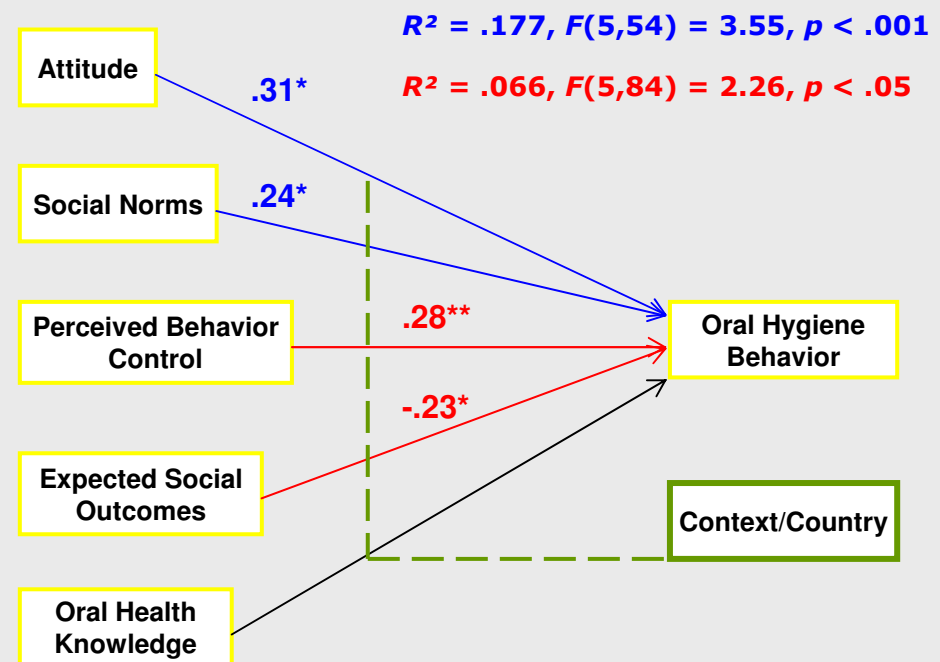 R² = .177, F(5,54) = 3.55, p < .001
Attitude
.31*
R² = .066, F(5,84) = 2.26, p < .05
Social Norms
.24*
Perceived Behavior
Control
.28**
Oral Hygiene
Behavior
-.23*
Expected Social
Outcomes
Context/Country
Oral Health
Knowledge